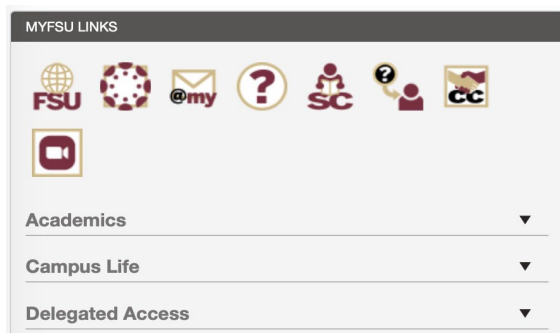 MYFSU LINKS
FSU @my ? SC ? CC
Academics
Campus Life
Delegated Access